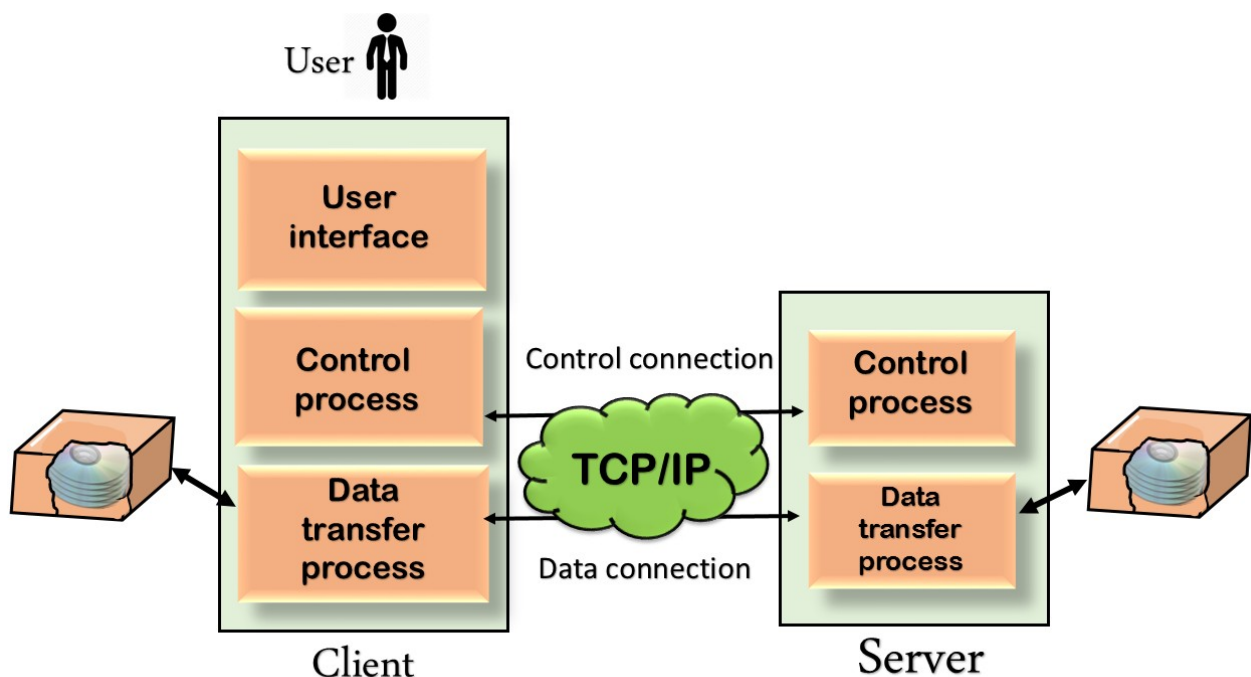 User
User
interface
Control
process
Data
transfer
process
Client
Control connection
TCP/IP
Data connection
Control
process
Data
transfer
process
Server